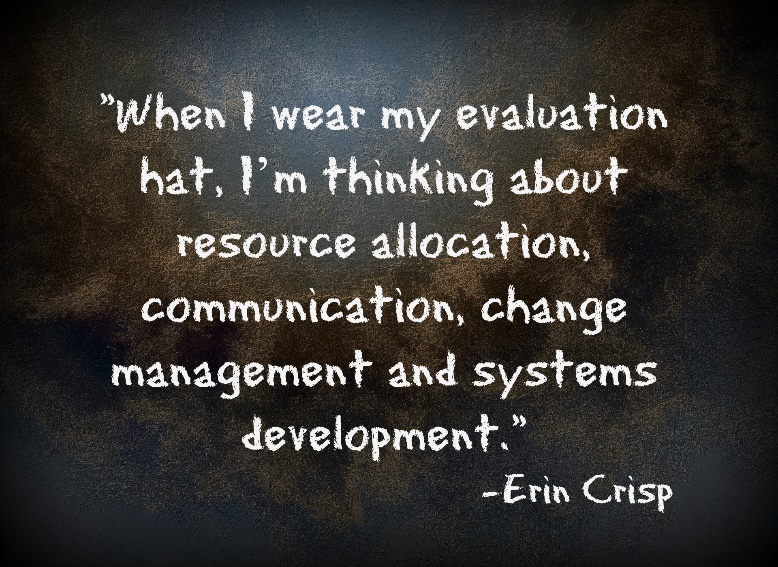 "When I wear my evaluation
hat, I'm thinking about
resource allocation,
communication, change
management and systems
development."
-Erin Crisp